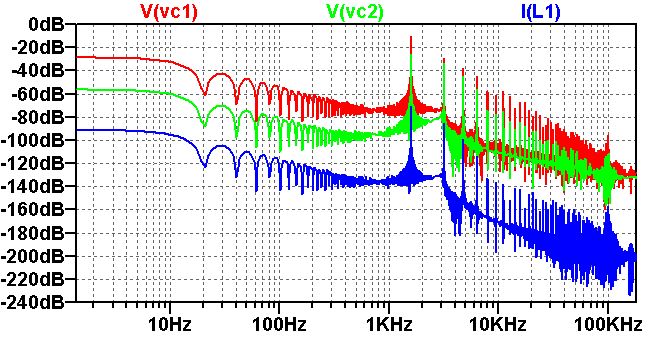 V(vc1) V(vc2) I(L1)
0dB
-20dB
-40dB
-60dB
-80dB
-100dB
-120dB
-140dB
-160dB
-180dB
-200dB
-220dB
-240dB
10Hz 100Hz 1KHz 10KHz 100KHz